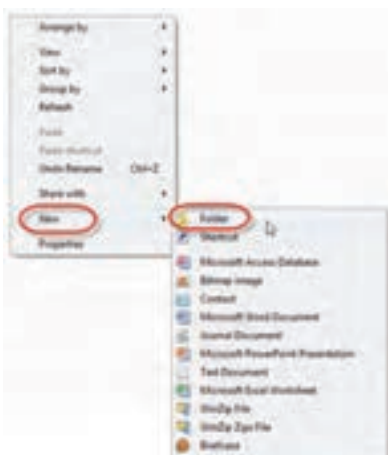 Arrange by
View
Sort by
Group by
Refresh
Paste
Paste shortcut
Undo Rename Ctrl+Z
Share with
New
Properties
Folder
Shortcut
Microsoft Access Database
Bitmap image
Contact
Microsoft Word Document
Journal Document
Microsoft PowerPoint Presentation
Text Document
Microsoft Excel Worksheet
WinZip File
WinZip Zipx File
Briefcase